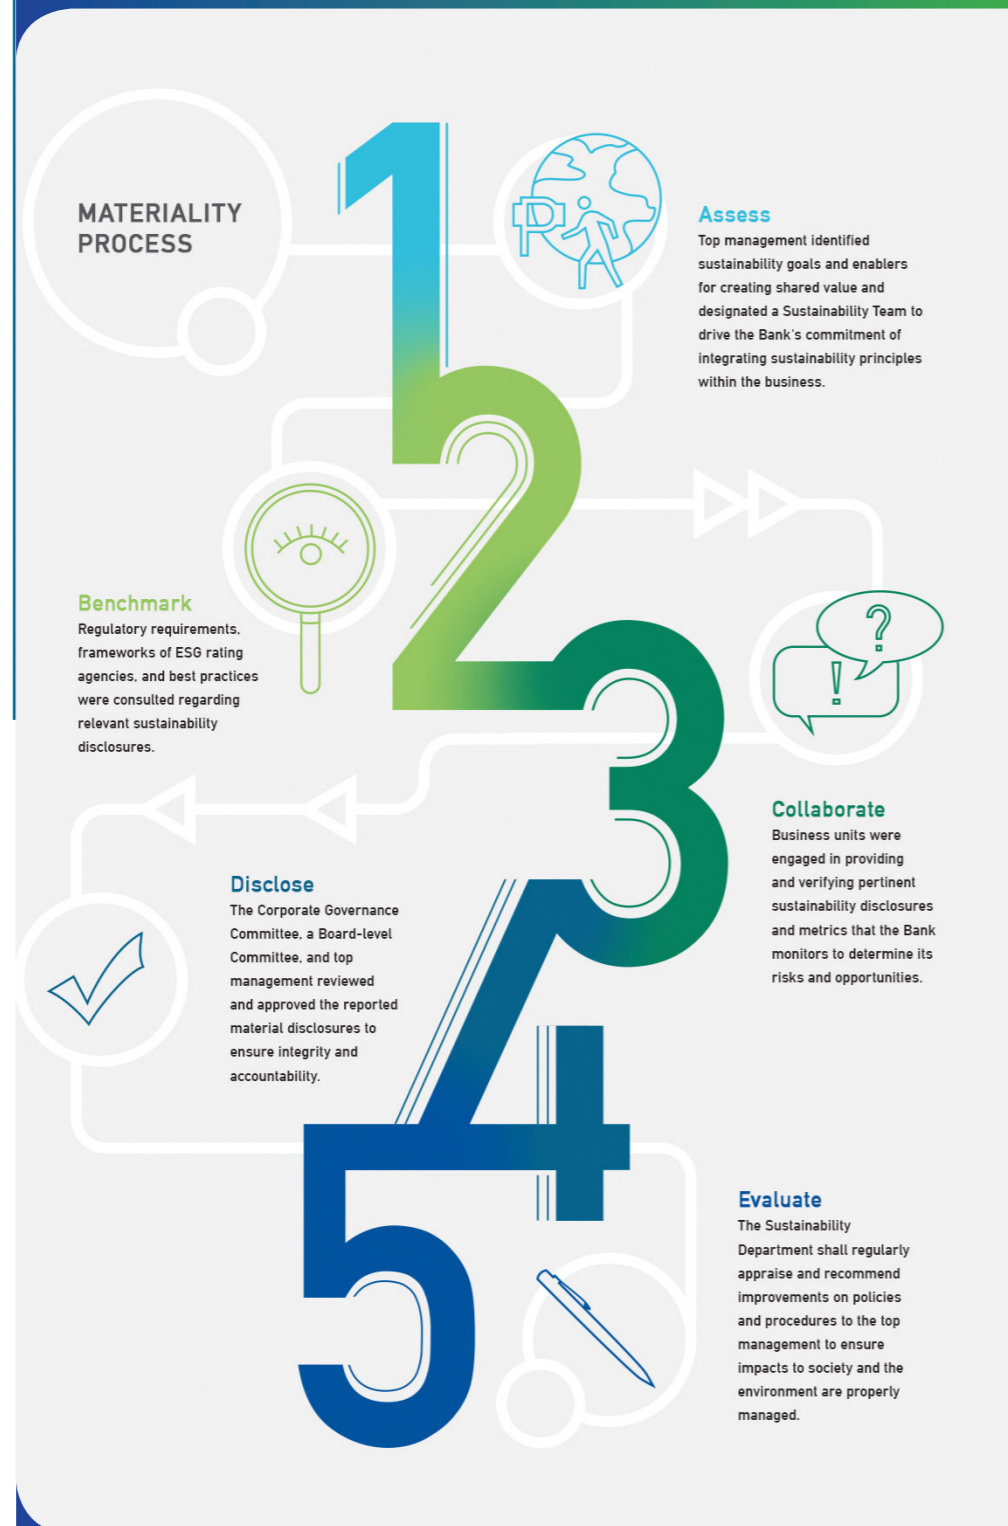 MATERIALITY
PROCESS
1
Assess
Top management identified
sustainability goals and enablers
for creating shared value and
designated a Sustainability Team to
drive the Bank's commitment of
integrating sustainability principles
within the business.
2
Benchmark
Regulatory requirements,
frameworks of ESG rating
agencies, and best practices
were consulted regarding
relevant sustainability
disclosures.
?
!
3
Collaborate
Business units were
engaged in providing
and verifying pertinent
sustainability disclosures
and metrics that the Bank
monitors to determine its
risks and opportunities.
4
Disclose
The Corporate Governance
Committee, a Board-level
Committee, and top
management reviewed
and approved the reported
material disclosures to
ensure integrity and
accountability.
5
Evaluate
The Sustainability
Department shall regularly
appraise and recommend
improvements on policies
and procedures to the top
management to ensure
impacts to society and the
environment are properly
managed.